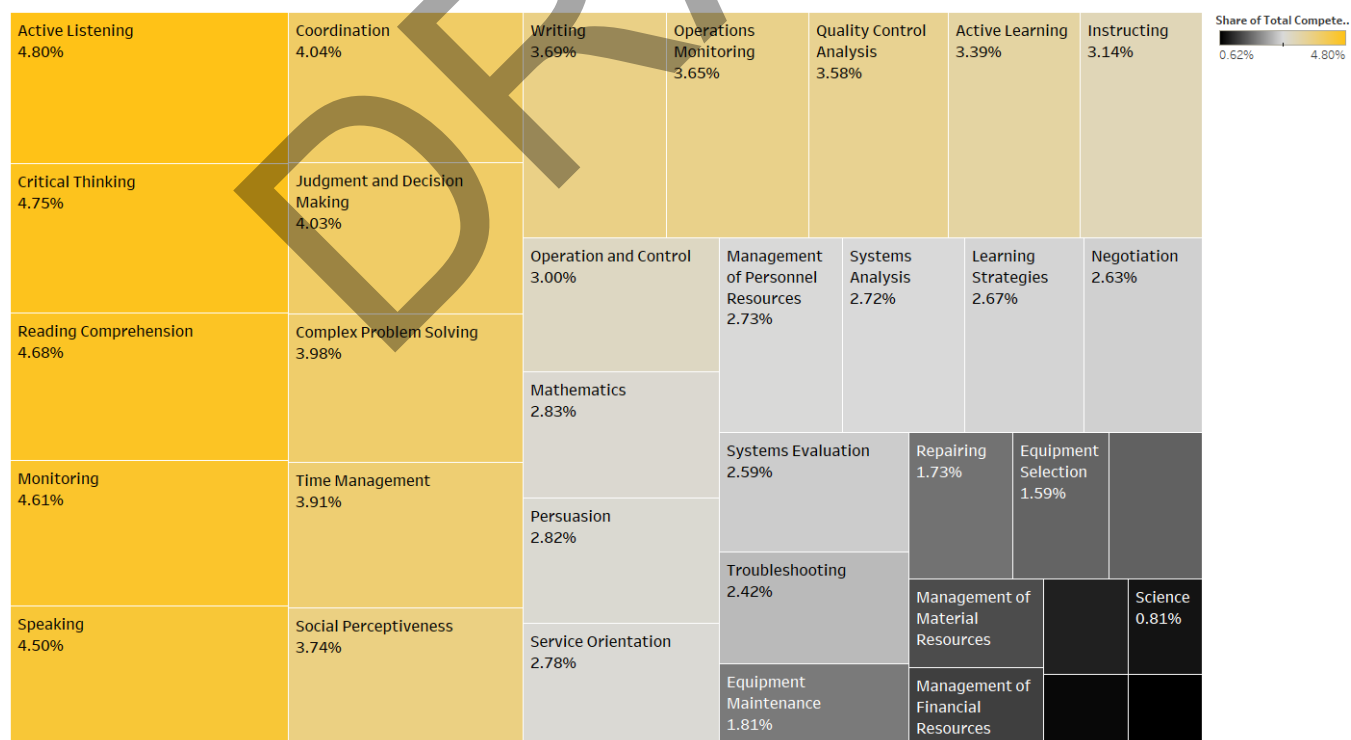 Active Listening
4.80%
Critical Thinking
4.75%
Reading Comprehension
4.68%
Monitoring
4.61%
Speaking
4.50%
Coordination
4.04%
Judgment and Decision
Making
4.03%
Complex Problem Solving
3.98%
Time Management
3.91%
Social Perceptiveness
3.74%
Writing
3.69%
Operations
Monitoring
3.65%
Quality Control
Analysis
3.58%
Active Learning
3.39%
Instructing
3.14%
Operation and Control
3.00%
Mathematics
2.83%
Persuasion
2.82%
Service Orientation
2.78%
Management
of Personnel
Resources
2.73%
Systems
Analysis
2.72%
Learning
Strategies
2.67%
Negotiation
2.63%
Systems Evaluation
2.59%
Troubleshooting
2.42%
Equipment
Maintenance
1.81%
Repairing
1.73%
Equipment
Selection
1.59%
Management of
Material
Resources
Management of
Financial
Resources
Science
0.81%
Share of Total Compete..
0.62%
4.80%
DR